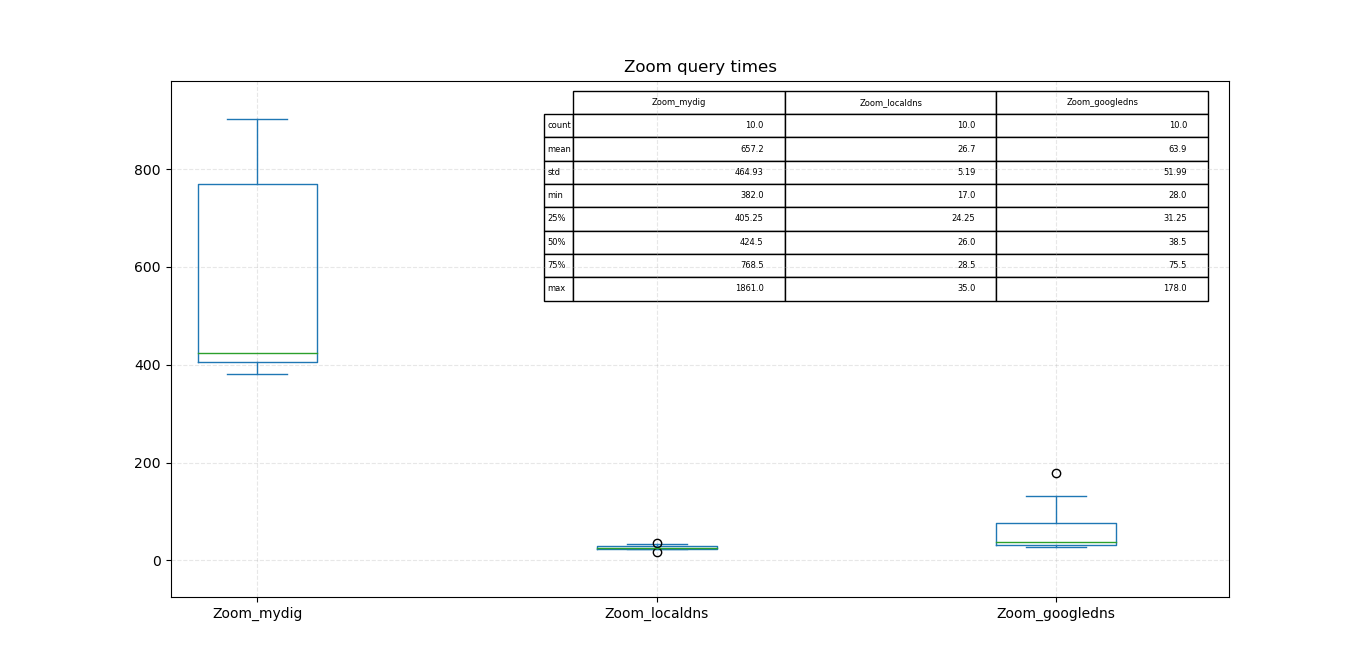 Zoom query times
Zoom_mydig Zoom_localdns Zoom_googledns
count 10.0 10.0 10.0
mean 657.2 26.7 63.9
std 464.93 5.19 51.99
min 382.0 17.0 28.0
25% 405.25 24.25 31.25
50% 424.5 26.0 38.5
75% 768.5 28.5 75.5
max 1861.0 35.0 178.0
800
600
400
200
0
Zoom_mydig Zoom_localdns Zoom_googledns